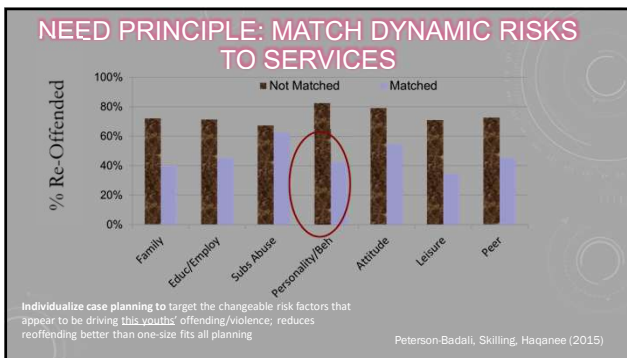 NEED PRINCIPLE: MATCH DYNAMIC RISKS
TO SERVICES
% Re-Offended
100%
80%
60%
40%
20%
0%
Not Matched
Matched
Family
Educ/Employ
Subs Abuse
Personality/Beh
Attitude
Leisure
Peer
Individualize case planning to target the changeable risk factors that
appear to be driving this youths' offending/violence; reduces
reoffending better than one-size fits all planning
Peterson-Badali, Skilling, Haqanee (2015)